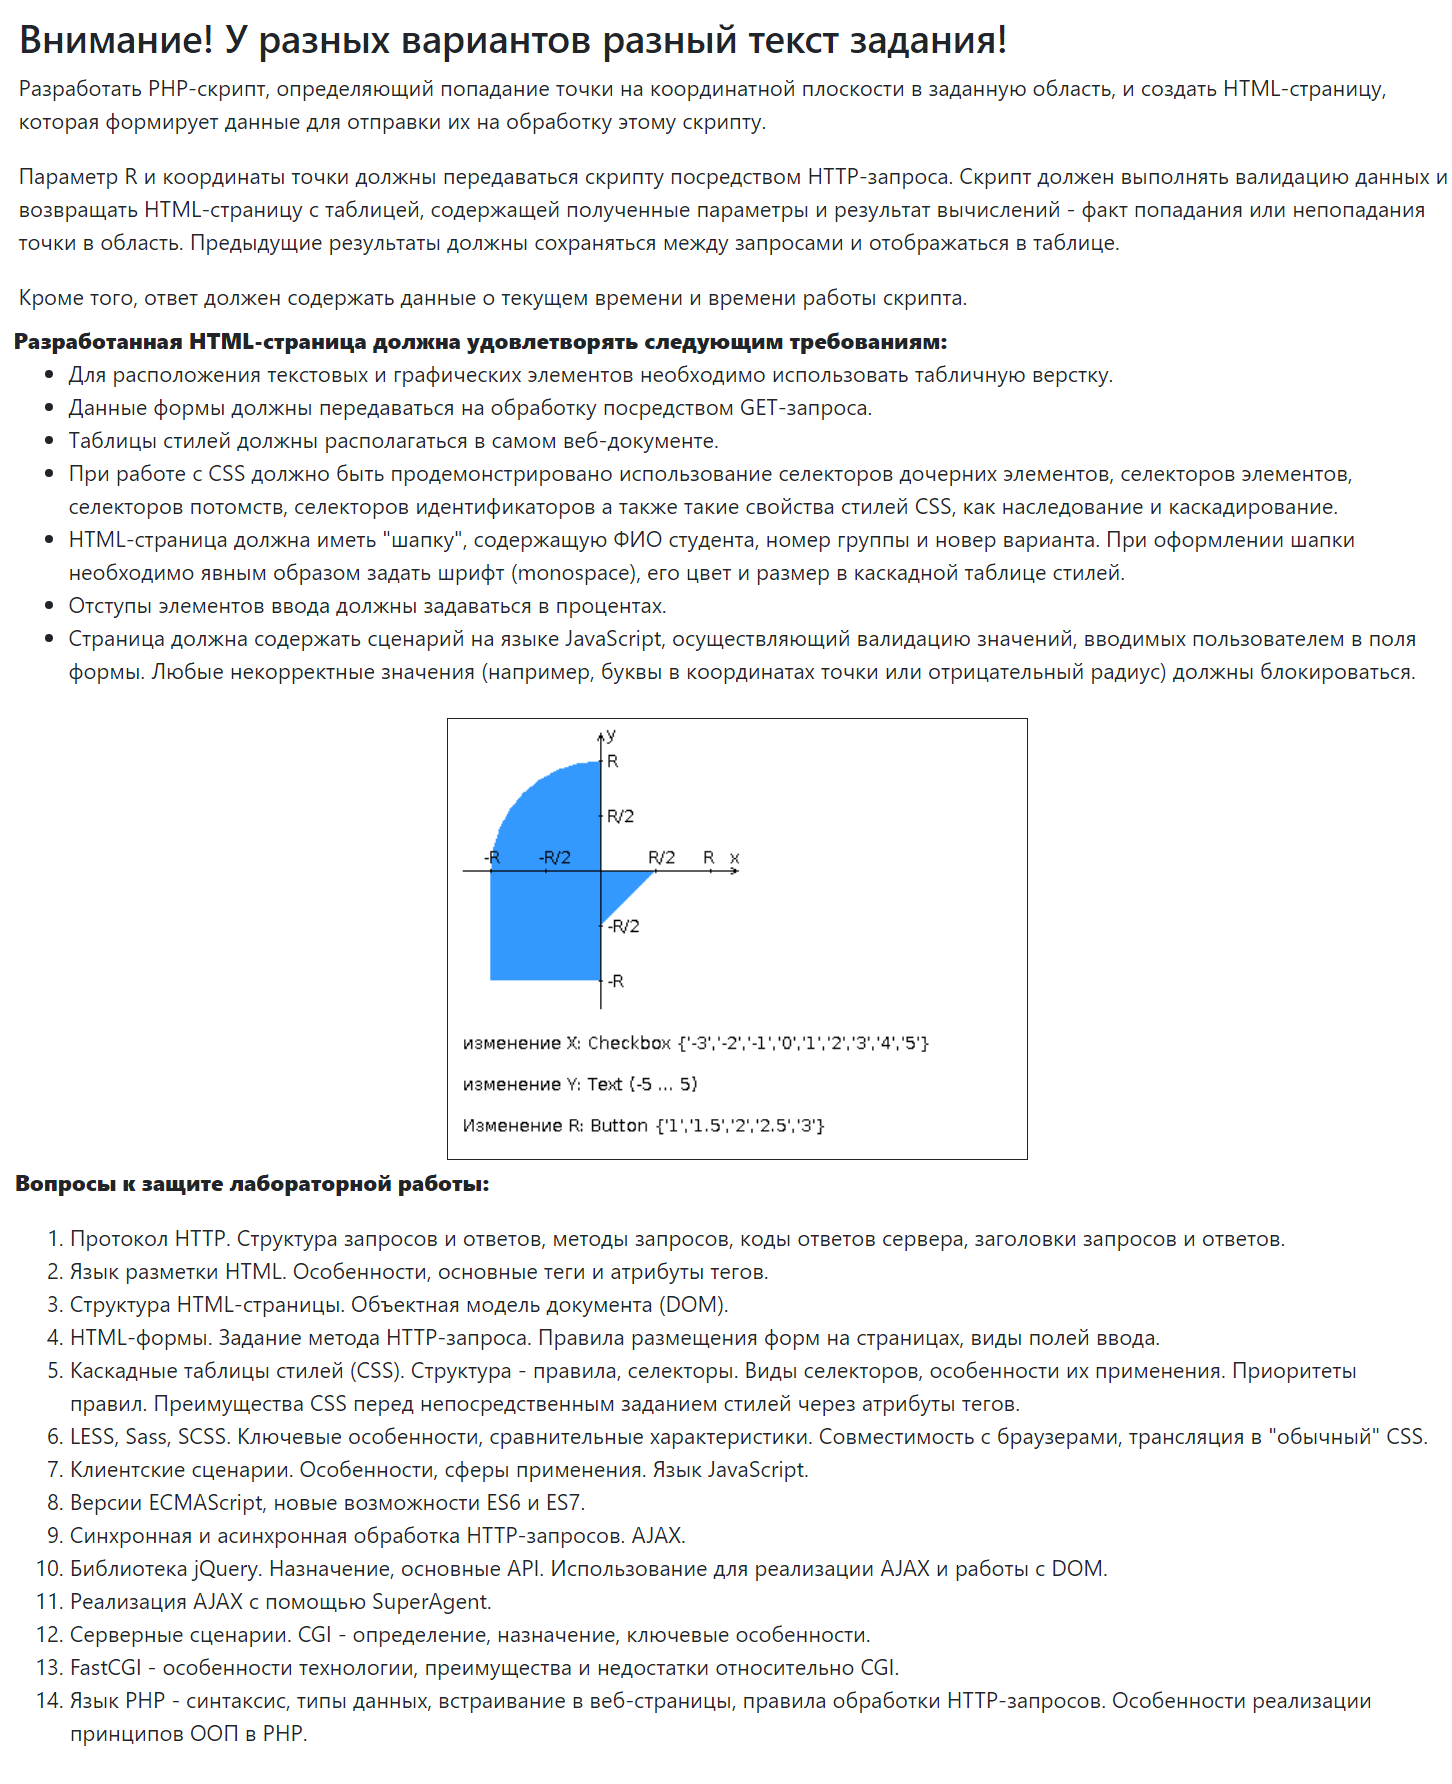 Внимание! У разных вариантов разный текст задания!
Разработать PHP-скрипт, определяющий попадание точки на координатной плоскости в заданную область, и создать HTML-страницу,
которая формирует данные для отправки их на обработку этому скрипту.
Параметр R и координаты точки должны передаваться скрипту посредством HTTP-запроса. Скрипт должен выполнять валидацию данных и
возвращать HTML-страницу с таблицей, содержащей полученные параметры и результат вычислений - факт попадания или непопадания
точки в область. Предыдущие результаты должны сохраняться между запросами и отображаться в таблице.
Кроме того, ответ должен содержать данные о текущем времени и времени работы скрипта.
Разработанная HTML-страница должна удовлетворять следующим требованиям:
• Для расположения текстовых и графических элементов необходимо использовать табличную верстку.
• Данные формы должны передаваться на обработку посредством GET-запроса.
• Таблицы стилей должны располагаться в самом веб-документе.
• При работе с CSS должно быть продемонстрировано использование селекторов дочерних элементов, селекторов элементов,
селекторов потомств, селекторов идентификаторов а также такие свойства стилей CSS, как наследование и каскадирование.
• HTML-страница должна иметь "шапку", содержащую ФИО студента, номер группы и новер варианта. При оформлении шапки
необходимо явным образом задать шрифт (monospace), его цвет и размер в каскадной таблице стилей.
• Отступы элементов ввода должны задаваться в процентах.
• Страница должна содержать сценарий на языке JavaScript, осуществляющий валидацию значений, вводимых пользователем в поля
формы. Любые некорректные значения (например, буквы в координатах точки или отрицательный радиус) должны блокироваться.
y
R
R/2
-R -R/2 R/2 R x
-R/2
-R
изменение X: Checkbox {'-3','-2','-1','0','1','2','3','4','5'}
изменение Y: Text (-5 ... 5)
Изменение R: Button {'1','1.5','2','2.5','3'}
Вопросы к защите лабораторной работы:
1. Протокол HTTP. Структура запросов и ответов, методы запросов, коды ответов сервера, заголовки запросов и ответов.
2. Язык разметки HTML. Особенности, основные теги и атрибуты тегов.
3. Структура HTML-страницы. Объектная модель документа (DOM).
4. HTML-формы. Задание метода HTTP-запроса. Правила размещения форм на страницах, виды полей ввода.
5. Каскадные таблицы стилей (CSS). Структура - правила, селекторы. Виды селекторов, особенности их применения. Приоритеты
правил. Преимущества CSS перед непосредственным заданием стилей через атрибуты тегов.
6. LESS, Sass, SCSS. Ключевые особенности, сравнительные характеристики. Совместимость с браузерами, трансляция в "обычный" CSS.
7. Клиентские сценарии. Особенности, сферы применения. Язык JavaScript.
8. Версии ECMAScript, новые возможности ES6 и ES7.
9. Синхронная и асинхронная обработка HTTP-запросов. AJAX.
10. Библиотека jQuery. Назначение, основные API. Использование для реализации AJAX и работы с DOM.
11. Реализация AJAX с помощью SuperAgent.
12. Серверные сценарии. CGI - определение, назначение, ключевые особенности.
13. FastCGI - особенности технологии, преимущества и недостатки относительно CGI.
14. Язык PHP - синтаксис, типы данных, встраивание в веб-страницы, правила обработки HTTP-запросов. Особенности реализации
принципов ООП в PHP.